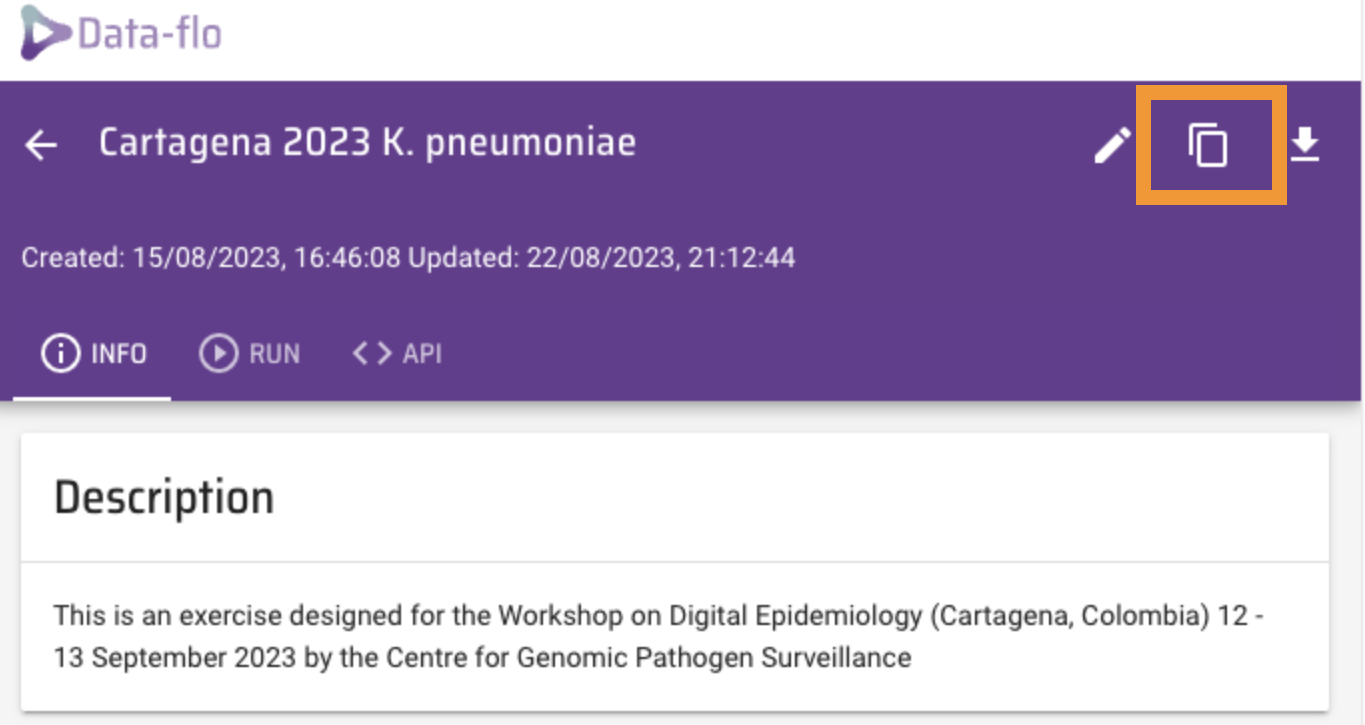 Data-flo
Cartagena 2023 K. pneumoniae
Created: 15/08/2023, 16:46:08 Updated: 22/08/2023, 21:12:44
INFO RUN API
Description
This is an exercise designed for the Workshop on Digital Epidemiology (Cartagena, Colombia) 12 -
13 September 2023 by the Centre for Genomic Pathogen Surveillance